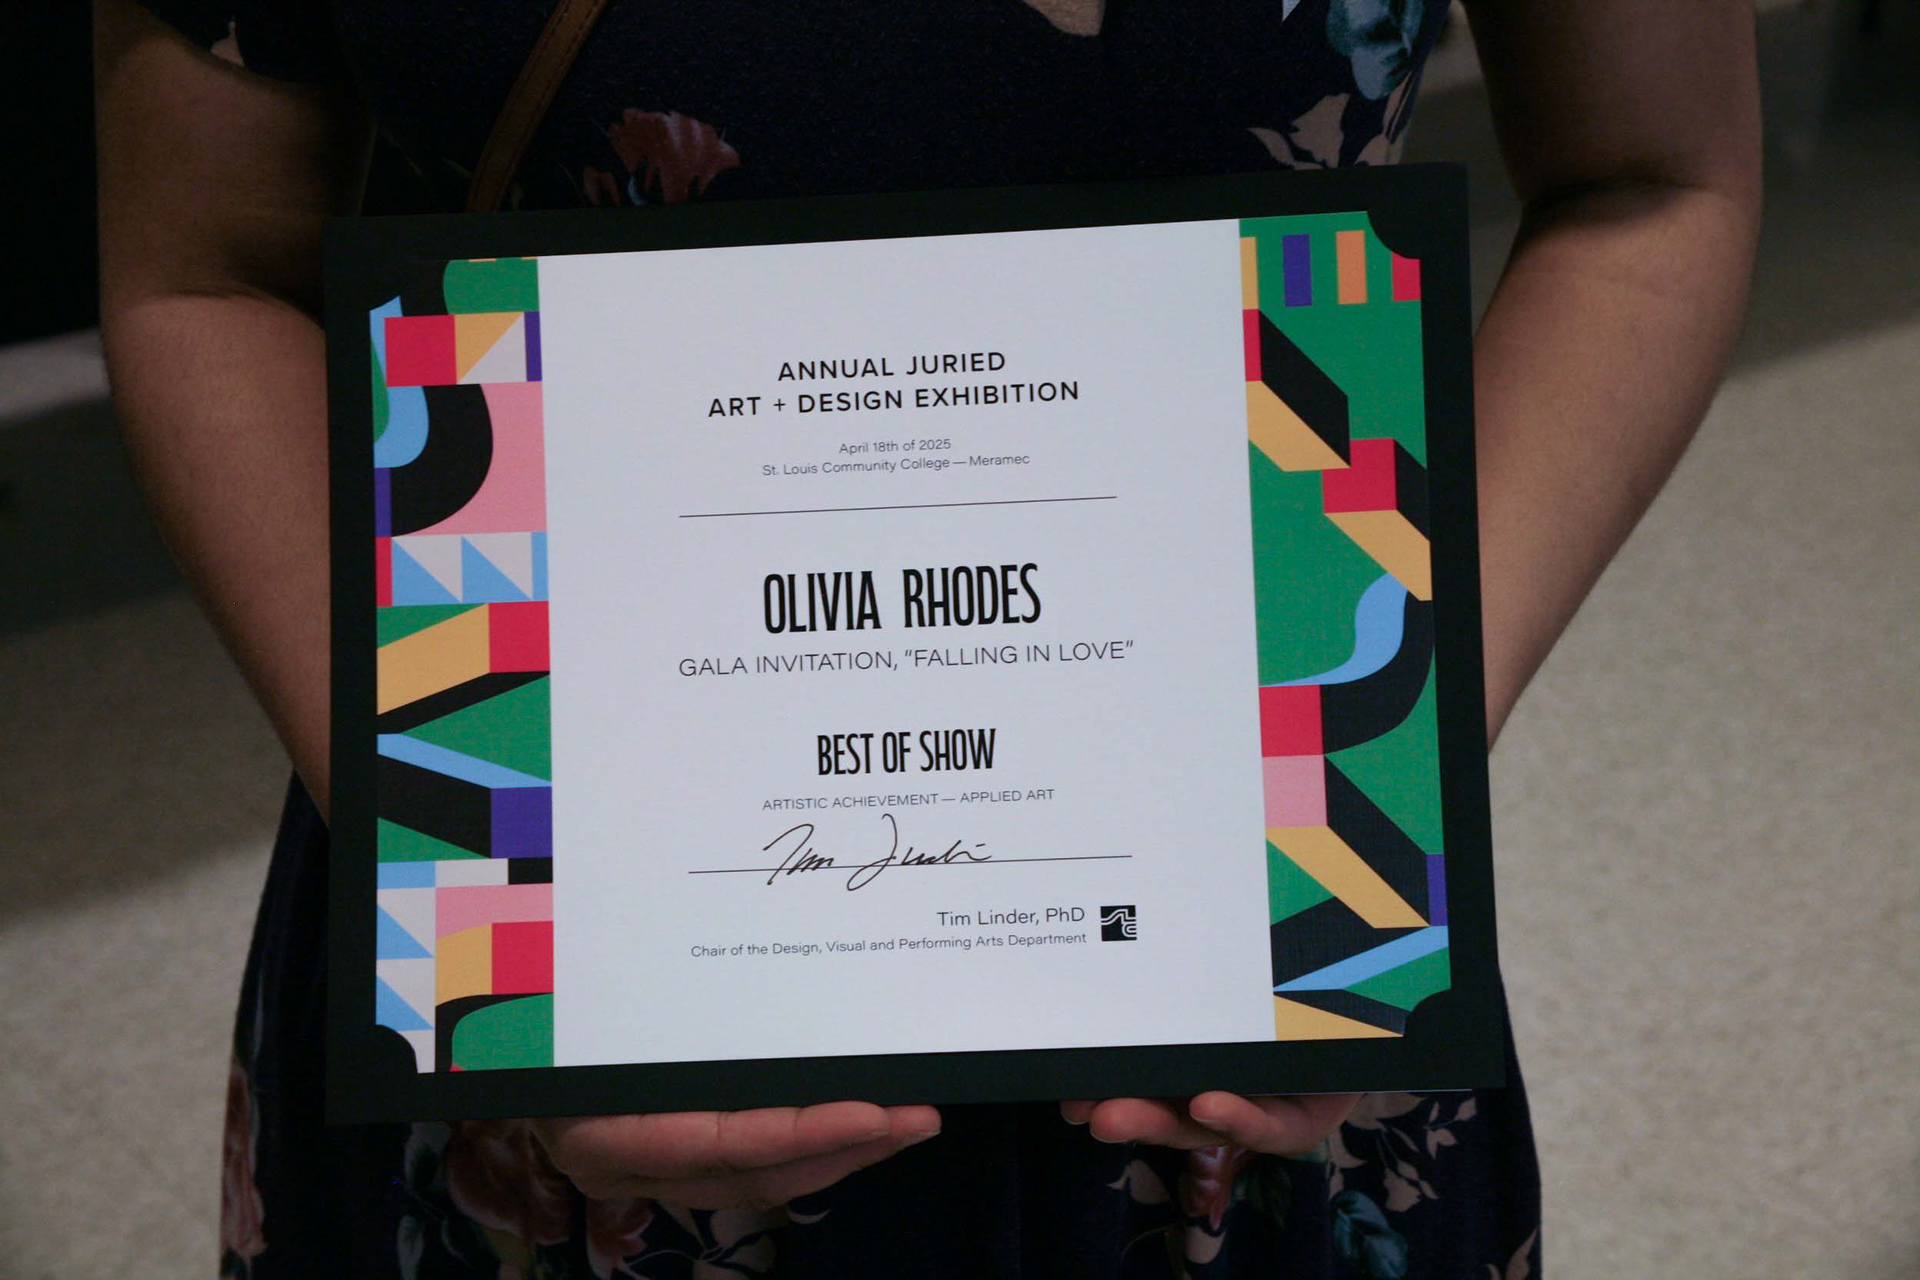 ANNUAL JURIED
ART + DESIGN EXHIBITION
April 18th of 2025
St. Louis Community College — Meramec
OLIVIA RHODES
GALA INVITATION, “FALLING IN LOVE”
BEST OF SHOW
ARTISTIC ACHIEVEMENT — APPLIED ART
Tim Linder
Tim Linder, PhD
Chair of the Design, Visual and Performing Arts Department